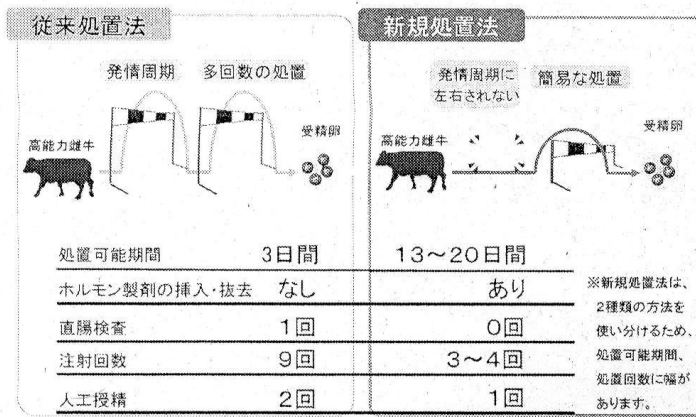 従来処置法
発情周期 多回数の処置
高能力雌牛
受精卵
新規処置法
発情周期に
左右されない
簡易な処置
高能力雌牛
受精卵
処置可能期間 3日間 13〜20日間
ホルモン製剤の挿入・抜去 なし あり
直腸検査 1回 0回
注射回数 9回 3〜4回
人工授精 2回 1回
※新規処置法は、
2種類の方法を
使い分けるため、
処置可能期間、
処置回数に幅が
あります。